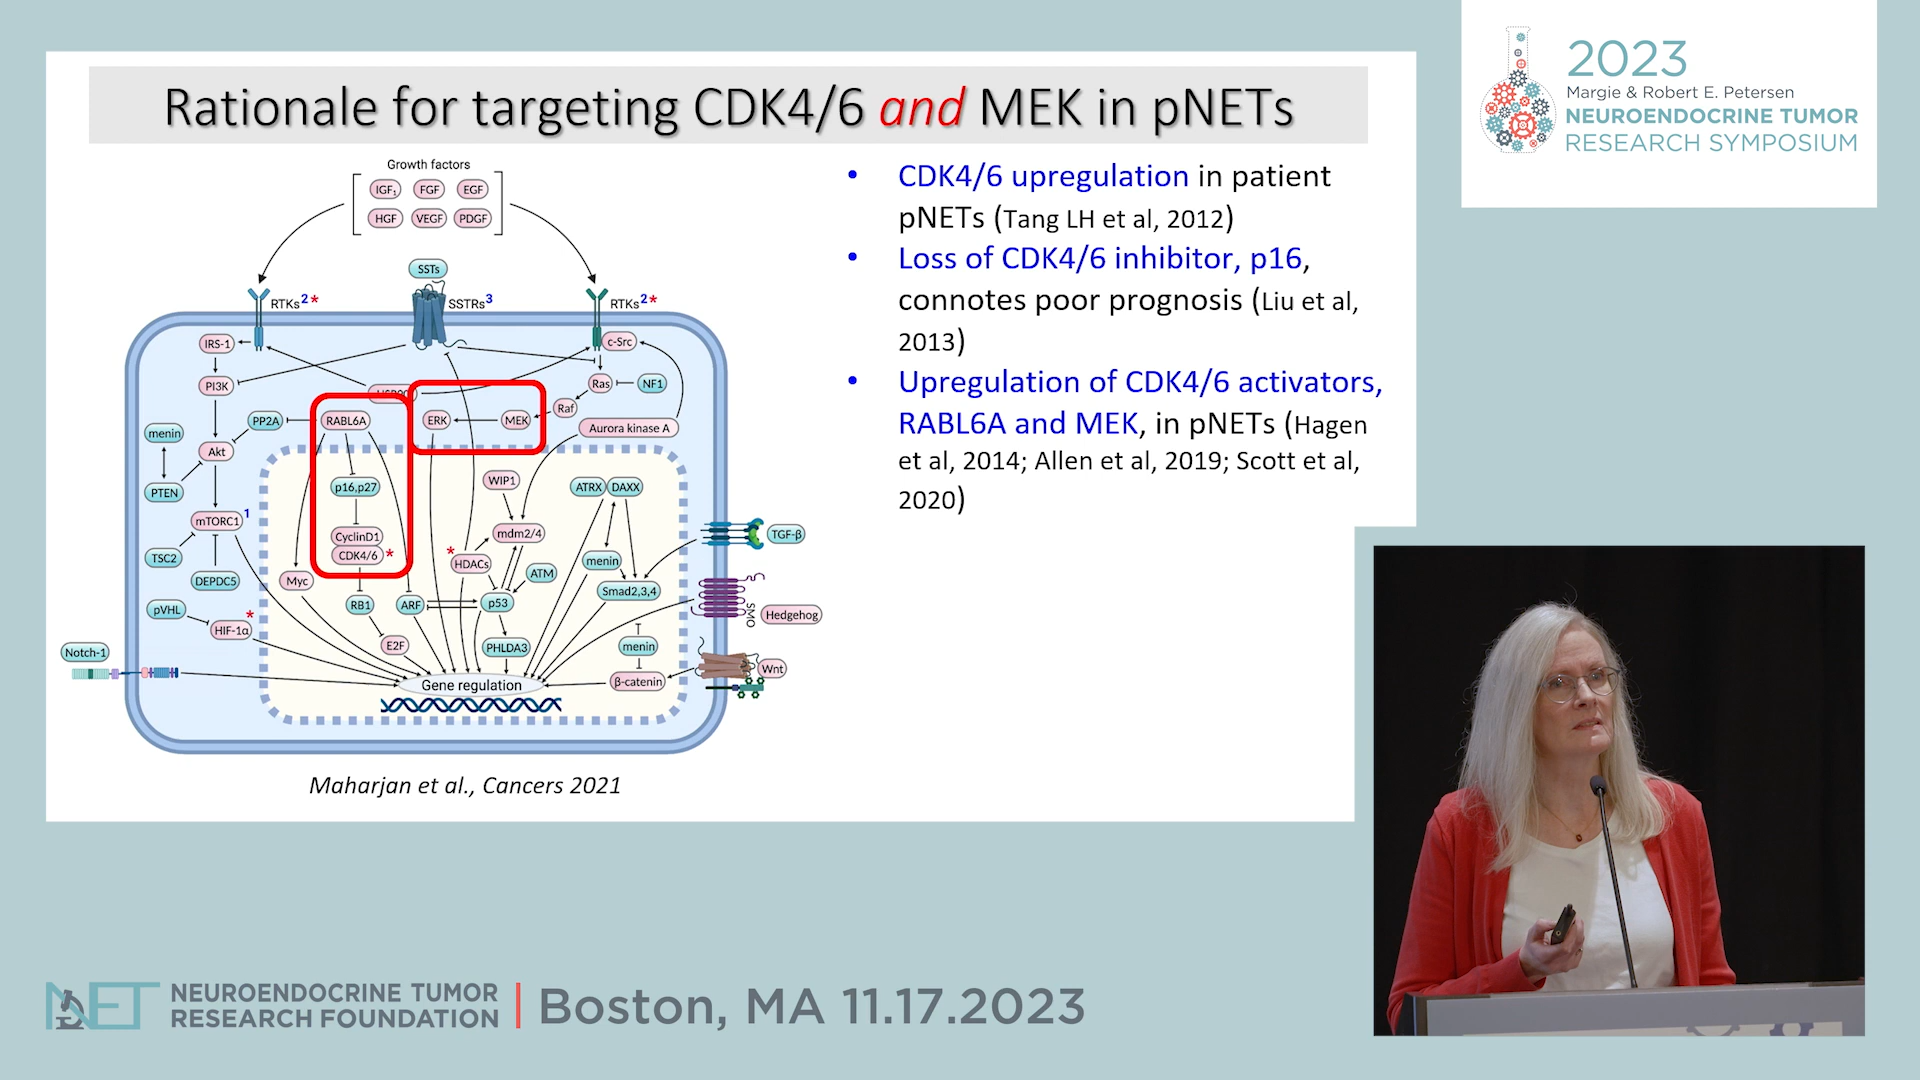 Rationale for targeting CDK4/6 and MEK in pNETs
Growth factors
IGF₁ FGF EGF
HGF VEGF PDGF
SSTs
RTKs2*
SSTRs3
RTKs2*
IRS-1
c-Src
PI3K
Ras
NF1
Raf
PP2A
RABL6A
ERK
MEK
Aurora kinase A
menin
Akt
PTEN
p16,p27
WIP1
ATRX DAXX
mTORC1 1
CyclinD1
CDK4/6 *
mdm2/4
TGF-β
TSC2
* HDACs
menin
DEPDC5
Myc
ATM
Smad2,3,4
pVHL
RB1
ARF
p53
SMO
Hedgehog
HIF-1α *
E2F
PHLDA3
menin
Notch-1
Gene regulation
β-catenin
Wnt
Maharjan et al., Cancers 2021
• CDK4/6 upregulation in patient
pNETs (Tang LH et al, 2012)
• Loss of CDK4/6 inhibitor, p16,
connotes poor prognosis (Liu et al,
2013)
• Upregulation of CDK4/6 activators,
RABL6A and MEK, in pNETs (Hagen
et al, 2014; Allen et al, 2019; Scott et al,
2020)
2023
Margie & Robert E. Petersen
NEUROENDOCRINE TUMOR
RESEARCH SYMPOSIUM
NET
NEUROENDOCRINE TUMOR
RESEARCH FOUNDATION
Boston, MA 11.17.2023